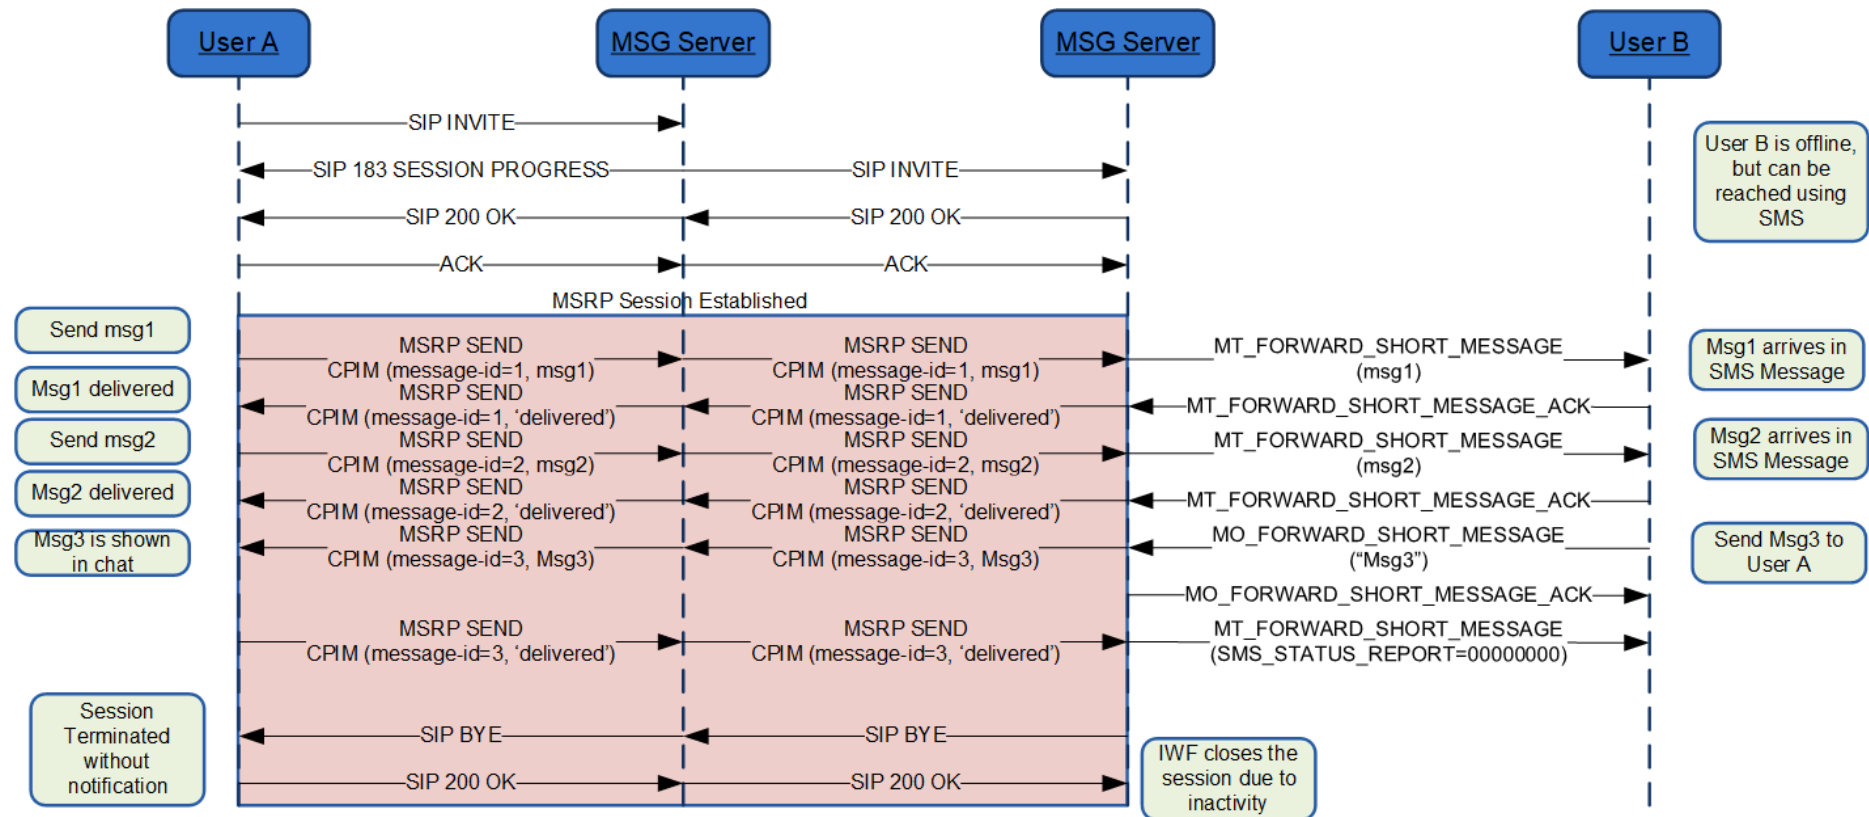 User A
MSG Server
MSG Server
User B
SIP INVITE
User B is offline,
but can be
reached using
SMS
SIP 183 SESSION PROGRESS
SIP INVITE
SIP 200 OK
SIP 200 OK
ACK
ACK
MSRP Session Established
Send msg1
MSRP SEND
CPIM (message-id=1, msg1)
MSRP SEND
CPIM (message-id=1, msg1)
MT_FORWARD_SHORT_MESSAGE
(msg1)
Msg1 arrives in
SMS Message
Msg1 delivered
MSRP SEND
CPIM (message-id=1, ‘delivered’)
MSRP SEND
CPIM (message-id=1, ‘delivered’)
MT_FORWARD_SHORT_MESSAGE_ACK
Send msg2
MSRP SEND
CPIM (message-id=2, msg2)
MSRP SEND
CPIM (message-id=2, msg2)
MT_FORWARD_SHORT_MESSAGE
(msg2)
Msg2 arrives in
SMS Message
Msg2 delivered
MSRP SEND
CPIM (message-id=2, ‘delivered’)
MSRP SEND
CPIM (message-id=2, ‘delivered’)
MT_FORWARD_SHORT_MESSAGE_ACK
Msg3 is shown
in chat
MSRP SEND
CPIM (message-id=3, Msg3)
MSRP SEND
CPIM (message-id=3, Msg3)
MO_FORWARD_SHORT_MESSAGE
(“Msg3”)
Send Msg3 to
User A
MO_FORWARD_SHORT_MESSAGE_ACK
MSRP SEND
CPIM (message-id=3, ‘delivered’)
MSRP SEND
CPIM (message-id=3, ‘delivered’)
MT_FORWARD_SHORT_MESSAGE
(SMS_STATUS_REPORT=00000000)
Session
Terminated
without
notification
SIP BYE
SIP BYE
SIP 200 OK
SIP 200 OK
IWF closes the
session due to
inactivity